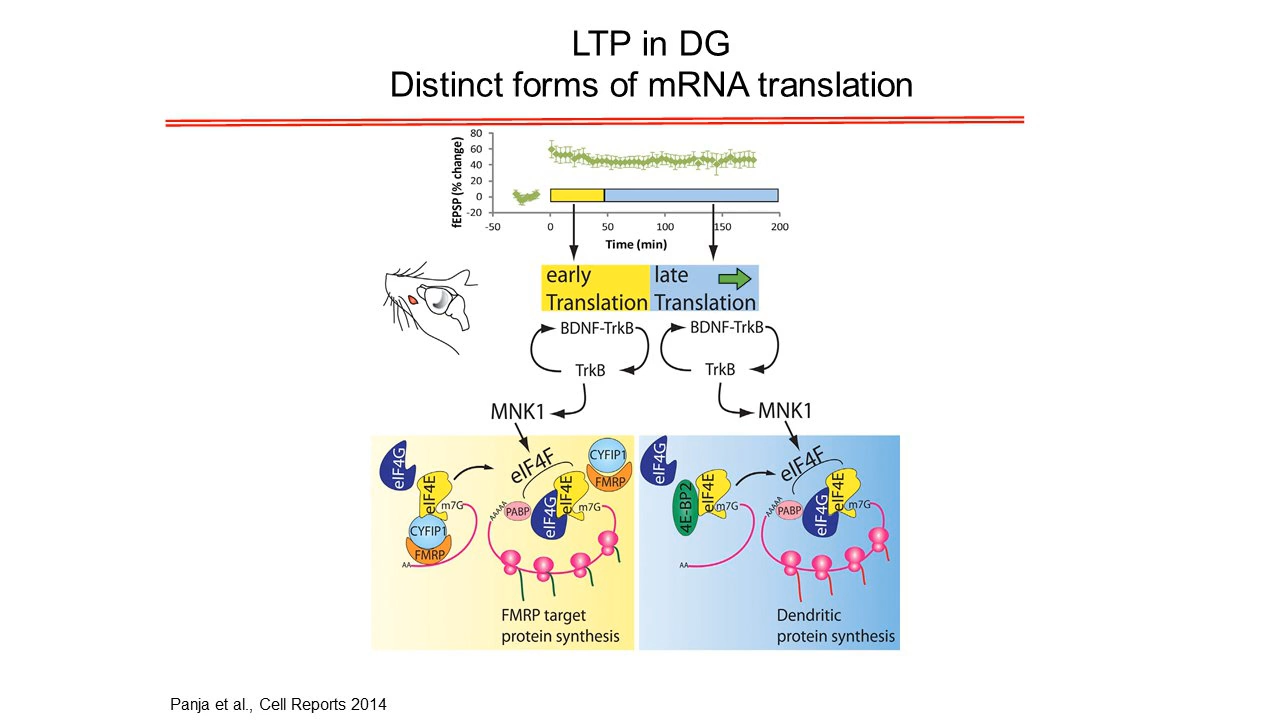 LTP in DG
Distinct forms of mRNA translation
fEPSP (% change)
80
60
40
20
0
-20
-50
0
50
100
150
200
Time (min)
early
Translation
late
Translation
BDNF-TrkB
TrkB
BDNF-TrkB
TrkB
MNK1
MNK1
eIF4G
eIF4E
m7G
CYFIP1
FMRP
AA
eIF4F
CYFIP1
FMRP
AAAAA
PABP
eIF4G
eIF4E
m7G
FMRP target
protein synthesis
eIF4G
4E-BP2
eIF4E
m7G
AA
eIF4F
AAAAA
PABP
eIF4G
eIF4E
m7G
Dendritic
protein synthesis
Panja et al., Cell Reports 2014